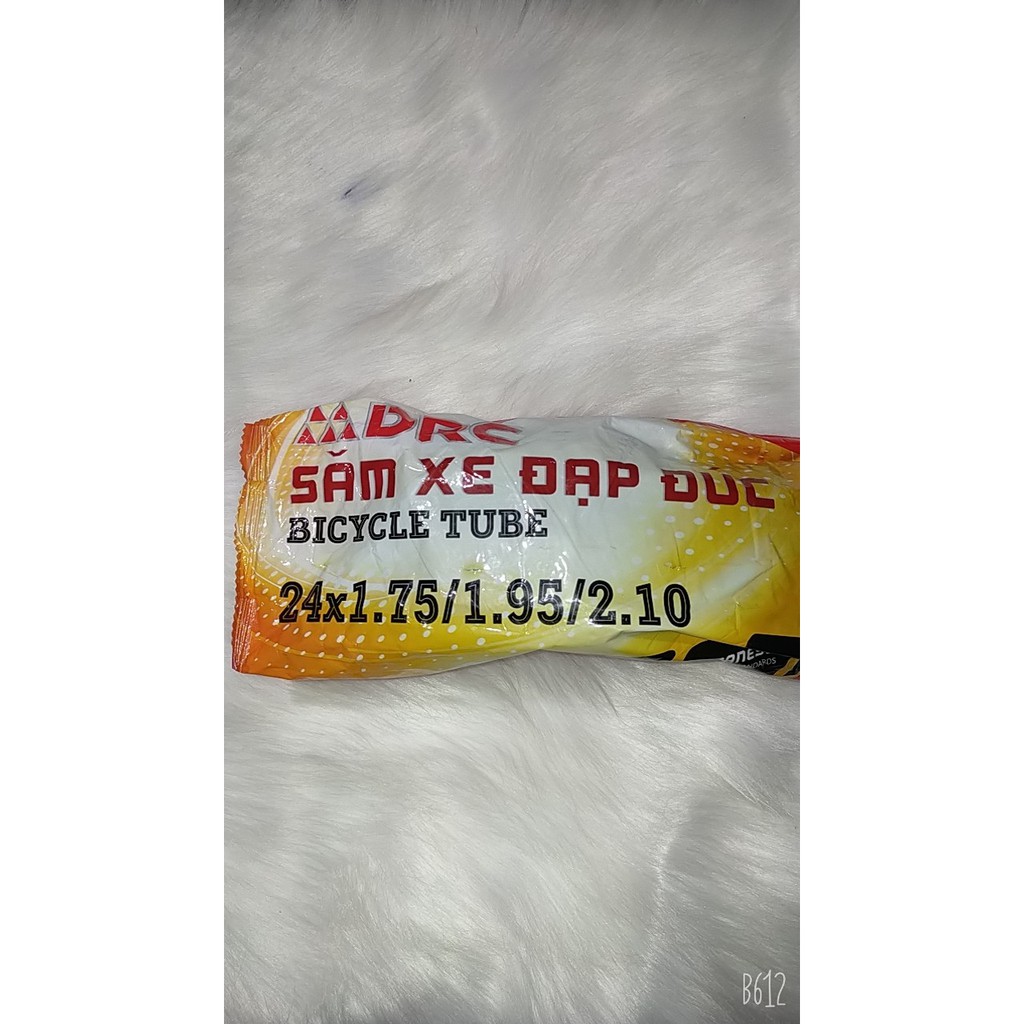 DRC
SĂM XE ĐẠP ĐÚC
BICYCLE TUBE
24x1.75/1.95/2.10
B612